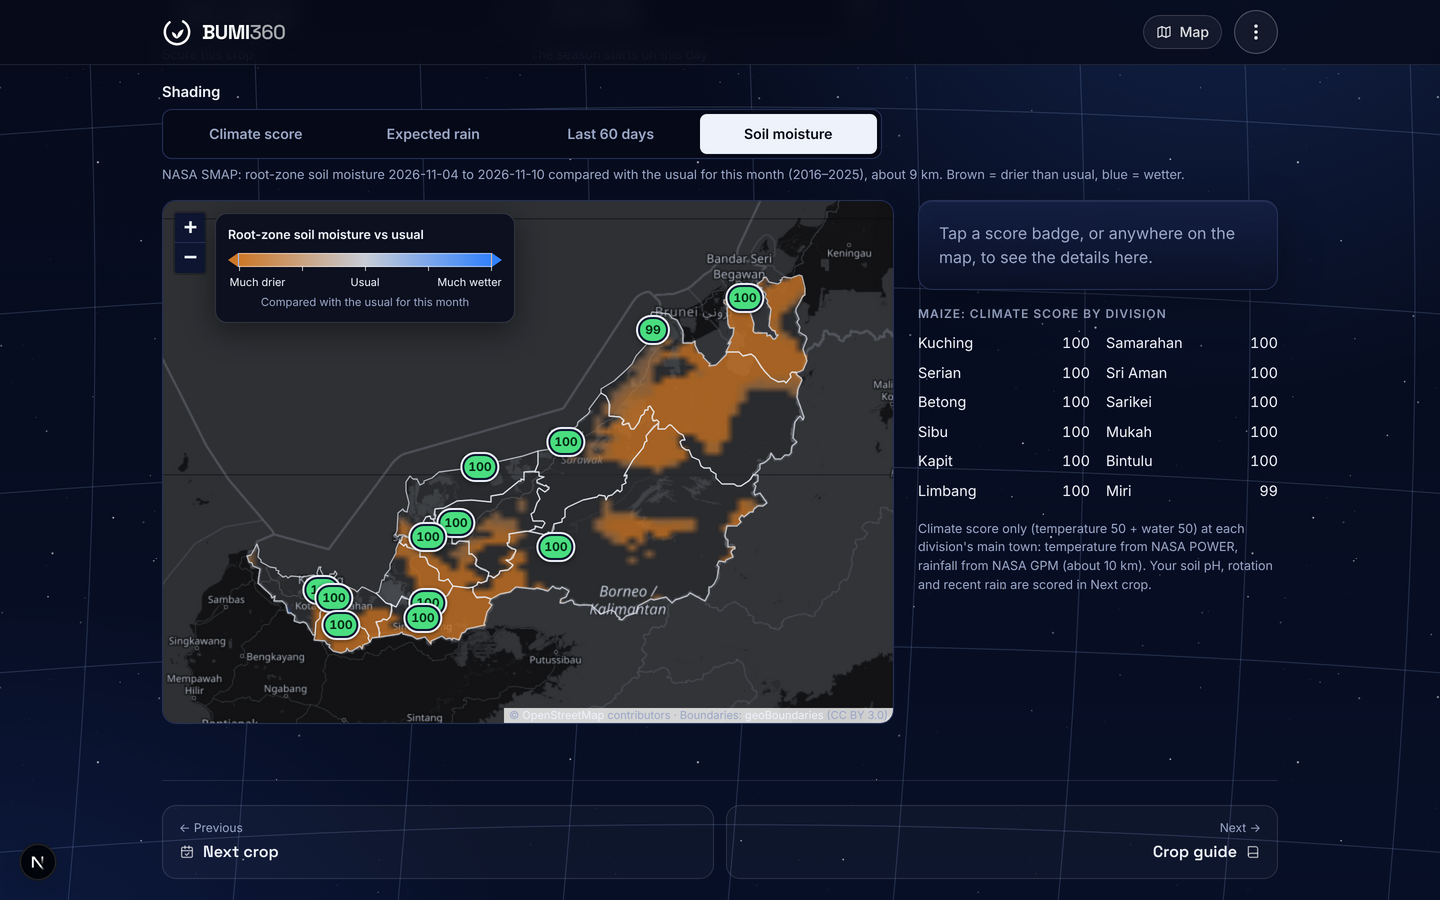 BUMI360
Map
Shading
Climate score
Expected rain
Last 60 days
Soil moisture
NASA SMAP: root-zone soil moisture 2026-11-04 to 2026-11-10 compared with the usual for this month (2016–2025), about 9 km. Brown = drier than usual, blue = wetter.
+
−
Root-zone soil moisture vs usual
Much drier
Usual
Much wetter
Compared with the usual for this month
Keningau
Bandar Seri
Begawan
100
Brunei
99
100
Sarawak
100
100
100
100
Borneo /
Kalimantan
100
100
100
100
Sambas
Singkawang
Bengkayang
Mempawah
Hilir
Ngabang
Putussibau
Sintang
© OpenStreetMap contributors · Boundaries: geoBoundaries (CC BY 3.0)
Tap a score badge, or anywhere on the
map, to see the details here.
MAIZE: CLIMATE SCORE BY DIVISION
Kuching 100 Samarahan 100
Serian 100 Sri Aman 100
Betong 100 Sarikei 100
Sibu 100 Mukah 100
Kapit 100 Bintulu 100
Limbang 100 Miri 99
Climate score only (temperature 50 + water 50) at each
division's main town: temperature from NASA POWER,
rainfall from NASA GPM (about 10 km). Your soil pH, rotation
and recent rain are scored in Next crop.
← Previous
Next crop
Next →
Crop guide
N